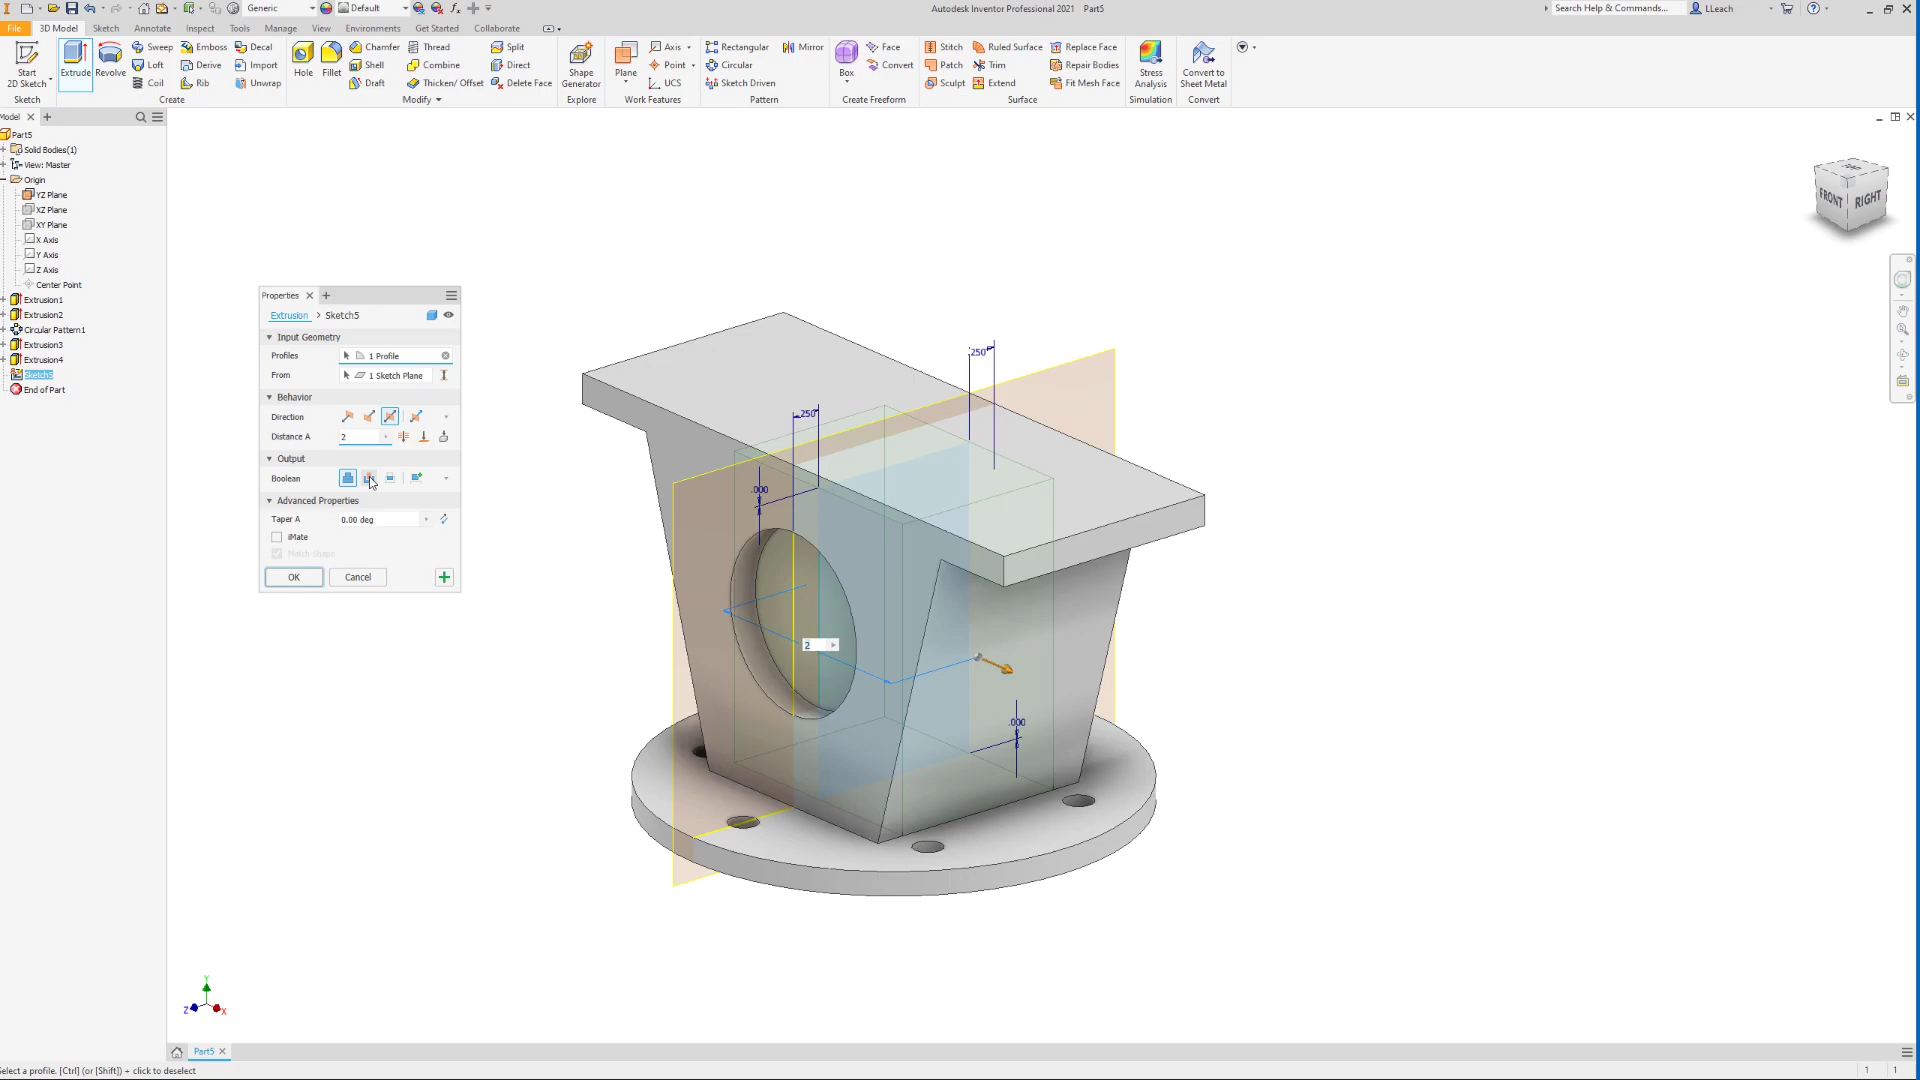 Generic
Default
Autodesk Inventor Professional 2021 Part5
Search Help & Commands...
LLeach
File 3D Model Sketch Annotate Inspect Tools Manage View Environments Get Started Collaborate
Start
2D Sketch
Extrude
Revolve
Sweep
Loft
Coil
Emboss
Derive
Rib
Decal
Import
Unwrap
Hole
Fillet
Chamfer
Shell
Draft
Thread
Combine
Thicken/ Offset
Split
Direct
Delete Face
Shape
Generator
Plane
Axis
Point
UCS
Rectangular
Circular
Sketch Driven
Mirror
Box
Face
Convert
Stitch
Patch
Sculpt
Ruled Surface
Trim
Extend
Replace Face
Repair Bodies
Fit Mesh Face
Stress
Analysis
Convert to
Sheet Metal
Sketch Create Modify Explore Work Features Pattern Create Freeform Surface Simulation Convert
Model
Part5
Solid Bodies(1)
View: Master
Origin
YZ Plane
XZ Plane
XY Plane
X Axis
Y Axis
Z Axis
Center Point
Extrusion1
Extrusion2
Circular Pattern1
Extrusion3
Extrusion4
Sketch5
End of Part
Properties
Extrusion > Sketch5
Input Geometry
Profiles 1 Profile
From 1 Sketch Plane
Behavior
Direction
Distance A 2
Output
Boolean
Advanced Properties
Taper A 0.00 deg
iMate
Match Shape
OK Cancel
.250
.250
.000
2
.000
FRONT
RIGHT
Y
Z
X
Part5
Select a profile. [Ctrl] (or [Shift]) + click to deselect
1 1